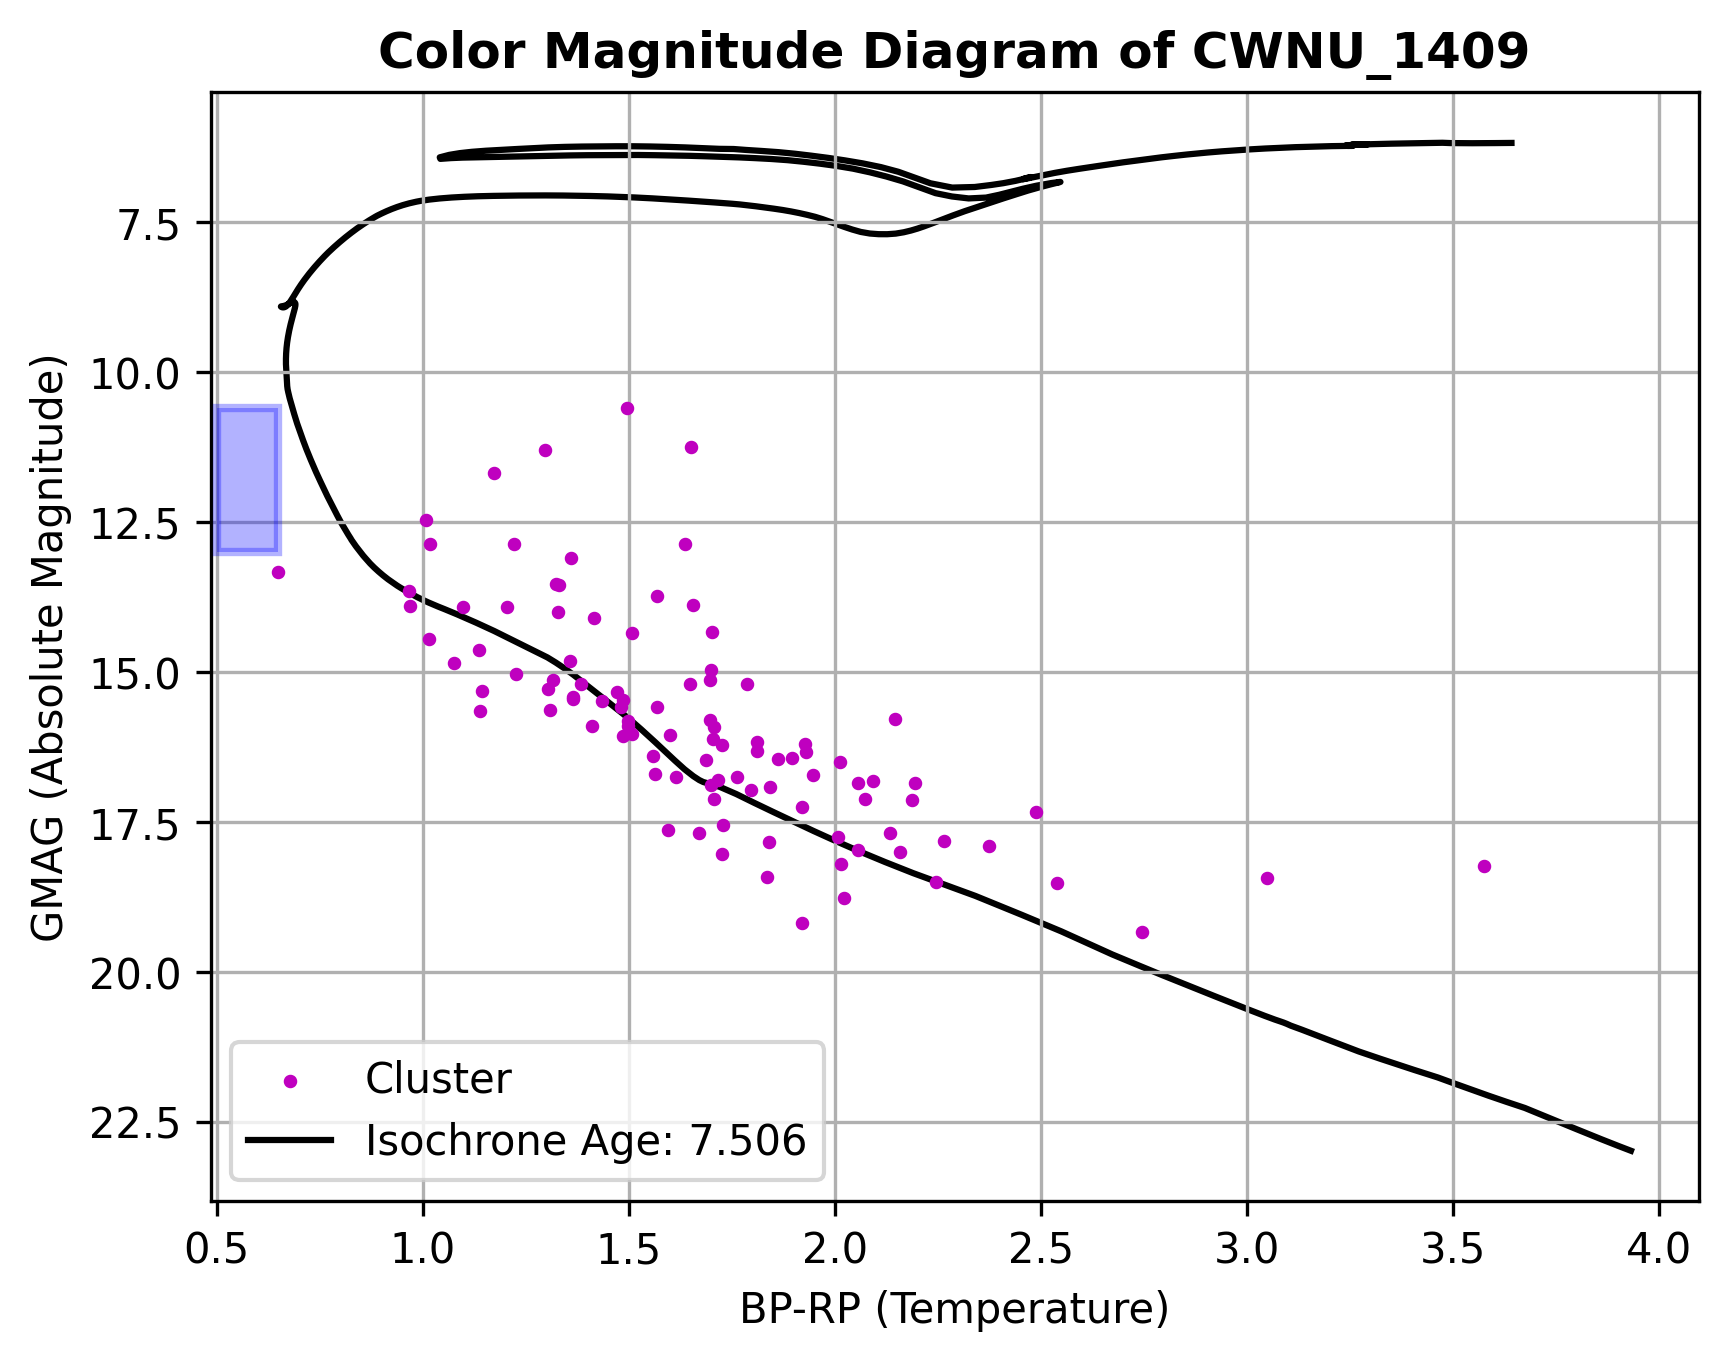 Color Magnitude Diagram of CWNU_1409
GMAG (Absolute Magnitude)
7.5
10.0
12.5
15.0
17.5
20.0
22.5
Cluster
Isochrone Age: 7.506
0.5 1.0 1.5 2.0 2.5 3.0 3.5 4.0
BP-RP (Temperature)